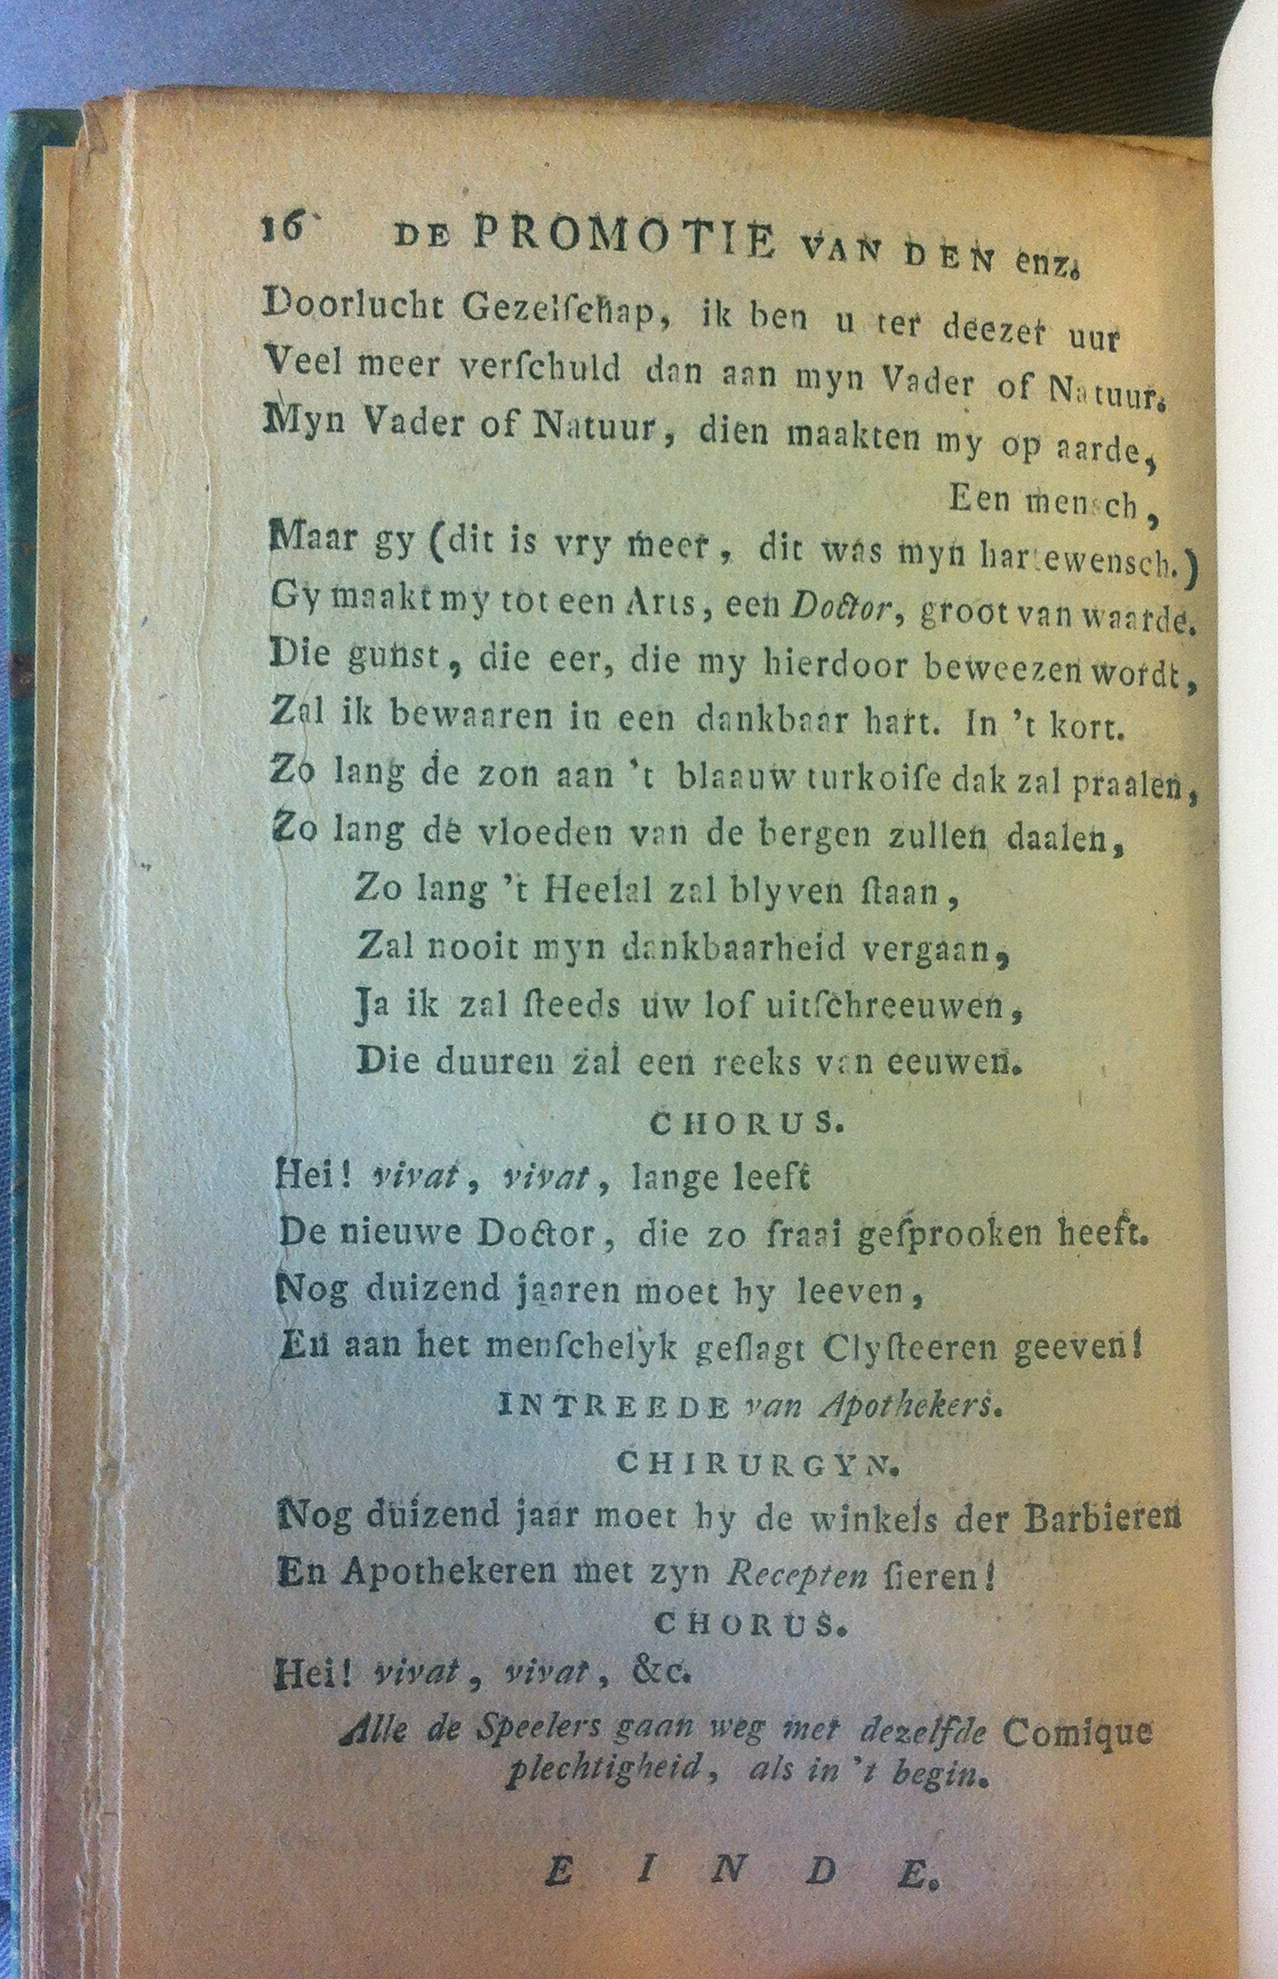 16 DE PROMOTIE VAN DEN enz.
Doorlucht Gezelſchap, ik ben u ter deezer uur
Veel meer verſchuld dan aan myn Vader of Natuur.
Myn Vader of Natuur, dien maakten my op aarde,
Een mensch,
Maar gy (dit is vry meer, dit was myn hartewensch.)
Gy maakt my tot een Arts, een Doctor, groot van waarde.
Die gunst, die eer, die my hierdoor beweezen wordt,
Zal ik bewaaren in een dankbaar hart. In 't kort.
Zo lang de zon aan 't blaauw turkoiſe dak zal praalen,
Zo lang de vloeden van de bergen zullen daalen,
Zo lang 't Heelal zal blyven ſtaan,
Zal nooit myn dankbaarheid vergaan,
Ja ik zal ſteeds uw lof uitſchreeuwen,
Die duuren zal een reeks van eeuwen.
CHORUS.
Hei! vivat, vivat, lange leeft
De nieuwe Doctor, die zo fraai geſprooken heeft.
Nog duizend jaaren moet hy leeven,
En aan het menſchelyk geſlagt Clyſteeren geeven!
INTREEDE van Apothekers.
CHIRURGYN.
Nog duizend jaar moet hy de winkels der Barbieren
En Apothekeren met zyn Recepten ſieren!
CHORUS.
Hei! vivat, vivat, &c.
Alle de Speelers gaan weg met dezelfde Comique
plechtigheid, als in 't begin.
EINDE.